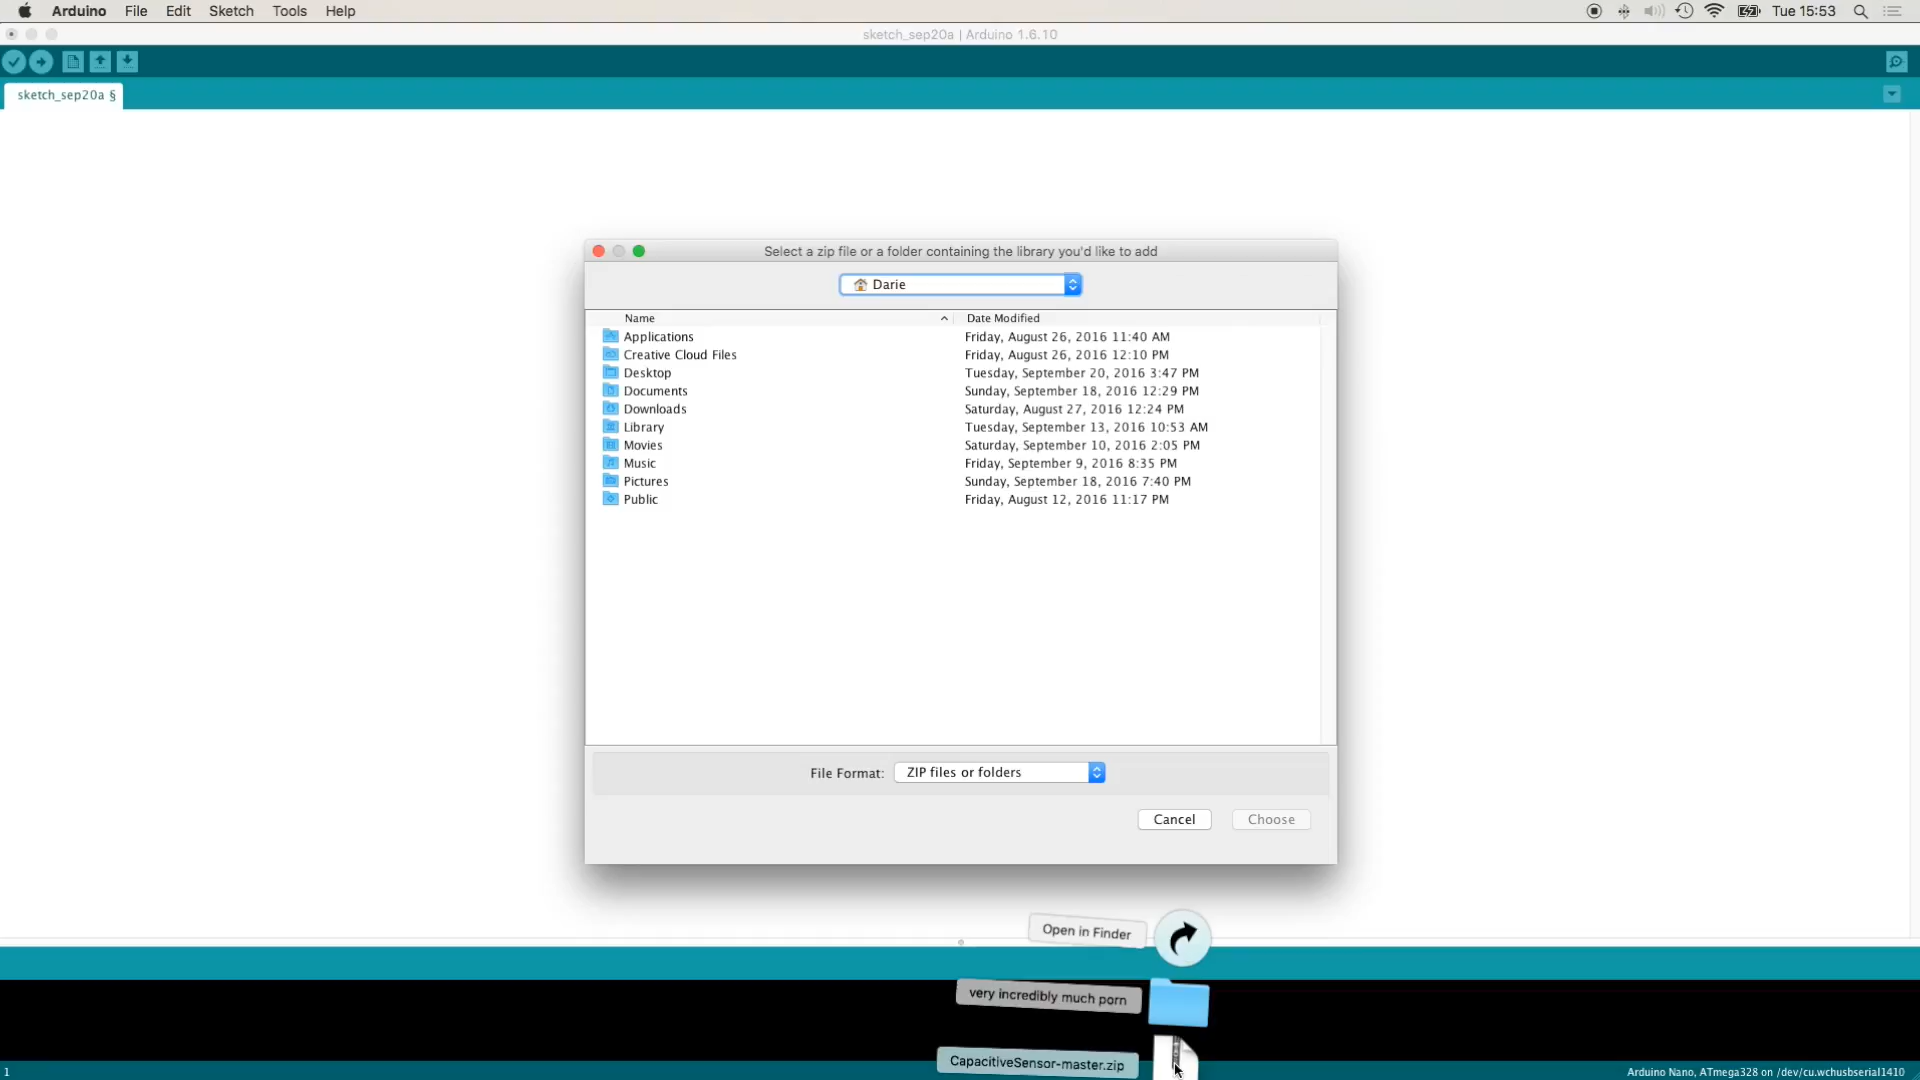 Arduino File Edit Sketch Tools Help Tue 15:53
sketch_sep20a | Arduino 1.6.10
sketch_sep20a §
Select a zip file or a folder containing the library you'd like to add
Darie
Name Date Modified
Applications Friday, August 26, 2016 11:40 AM
Creative Cloud Files Friday, August 26, 2016 12:10 PM
Desktop Tuesday, September 20, 2016 3:47 PM
Documents Sunday, September 18, 2016 12:29 PM
Downloads Saturday, August 27, 2016 12:24 PM
Library Tuesday, September 13, 2016 10:53 AM
Movies Saturday, September 10, 2016 2:05 PM
Music Friday, September 9, 2016 8:35 PM
Pictures Sunday, September 18, 2016 7:40 PM
Public Friday, August 12, 2016 11:17 PM
File Format: ZIP files or folders
Cancel Choose
Open in Finder
very incredibly much porn
CapacitiveSensor-master.zip
1 Arduino Nano, ATmega328 on /dev/cu.wchusbserial1410